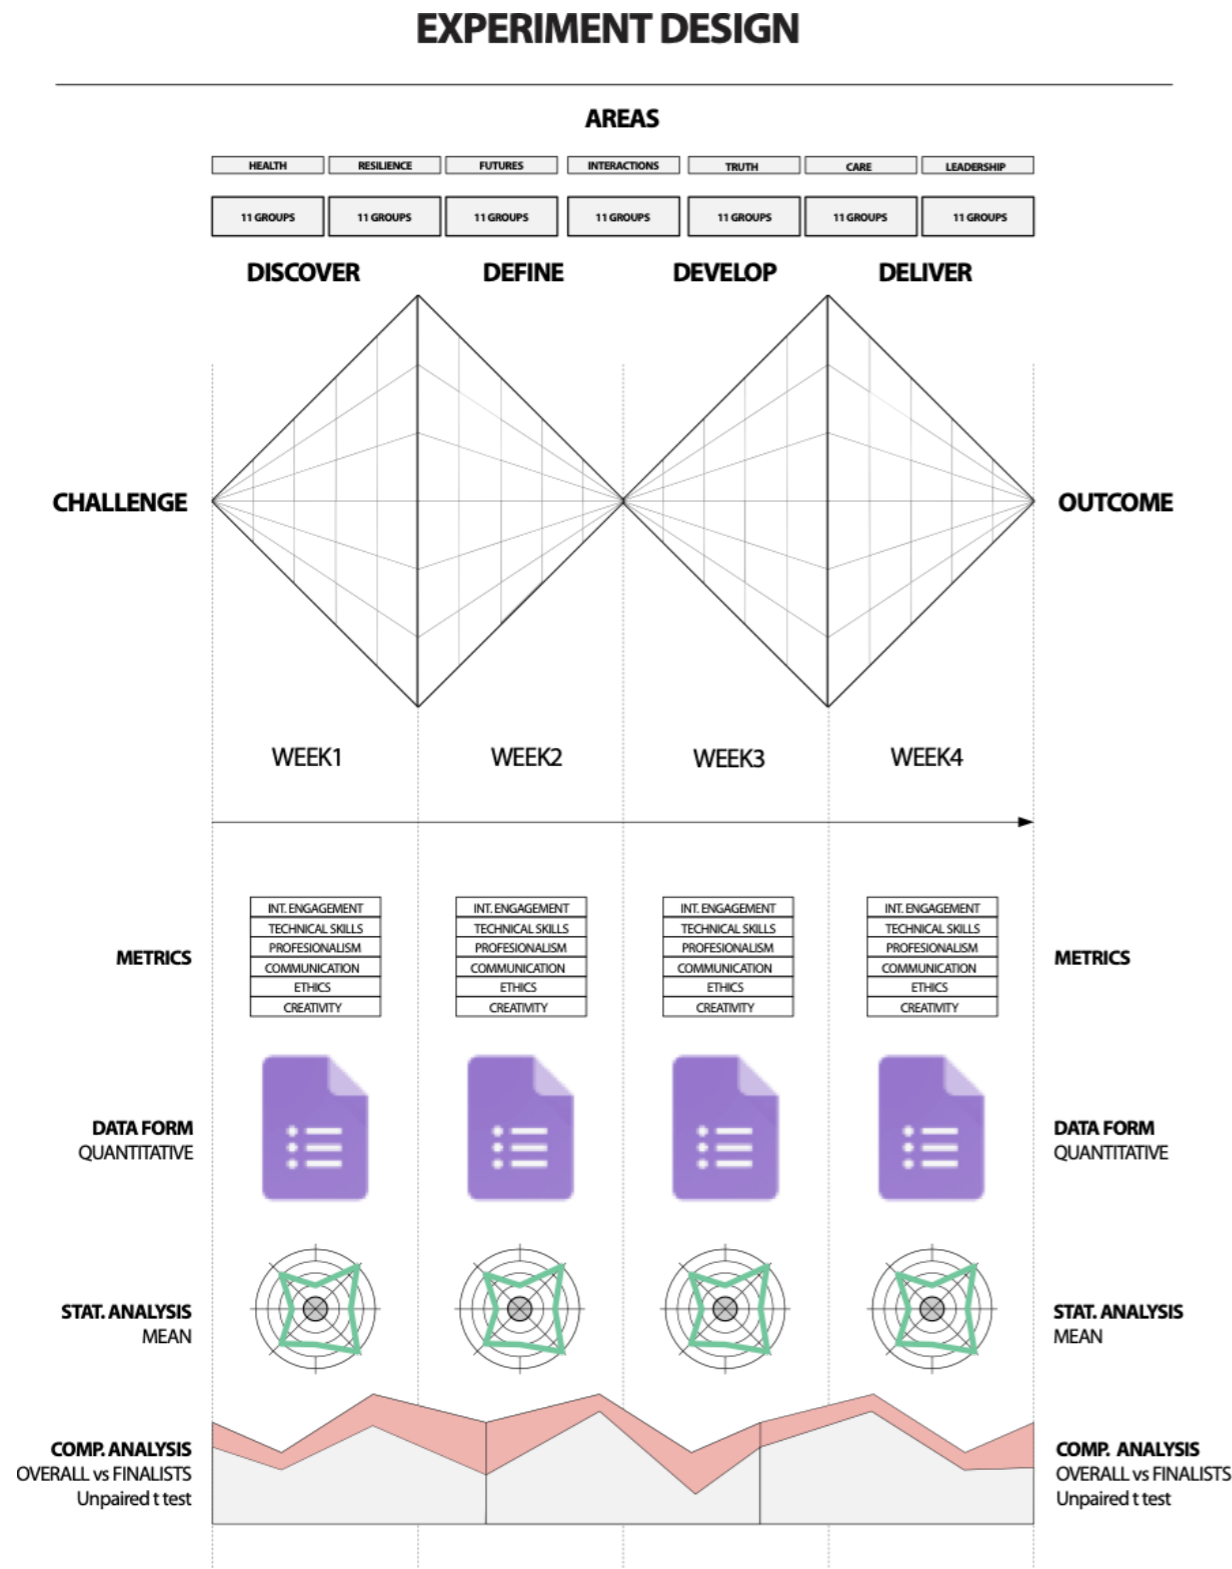 EXPERIMENT DESIGN
AREAS
HEALTH RESILIENCE FUTURES INTERACTIONS TRUTH CARE LEADERSHIP
11 GROUPS 11 GROUPS 11 GROUPS 11 GROUPS 11 GROUPS 11 GROUPS 11 GROUPS
DISCOVER DEFINE DEVELOP DELIVER
CHALLENGE OUTCOME
WEEK1 WEEK2 WEEK3 WEEK4
INT. ENGAGEMENT INT. ENGAGEMENT INT. ENGAGEMENT INT. ENGAGEMENT
TECHNICAL SKILLS TECHNICAL SKILLS TECHNICAL SKILLS TECHNICAL SKILLS
PROFESIONALISM PROFESIONALISM PROFESIONALISM PROFESIONALISM
METRICS METRICS
COMMUNICATION COMMUNICATION COMMUNICATION COMMUNICATION
ETHICS ETHICS ETHICS ETHICS
CREATIVITY CREATIVITY CREATIVITY CREATIVITY
DATA FORM DATA FORM
QUANTITATIVE QUANTITATIVE
STAT. ANALYSIS STAT. ANALYSIS
MEAN MEAN
COMP. ANALYSIS COMP. ANALYSIS
OVERALL vs FINALISTS OVERALL vs FINALISTS
Unpaired t test Unpaired t test